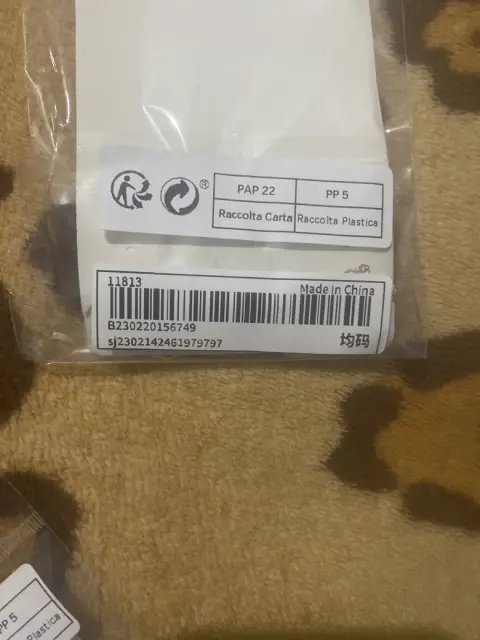 ®
PAP 22 PP 5
Raccolta Carta Raccolta Plastica
11813 Made In China
B230220156749
sj2302142461979797 均码
PP 5
Plastica